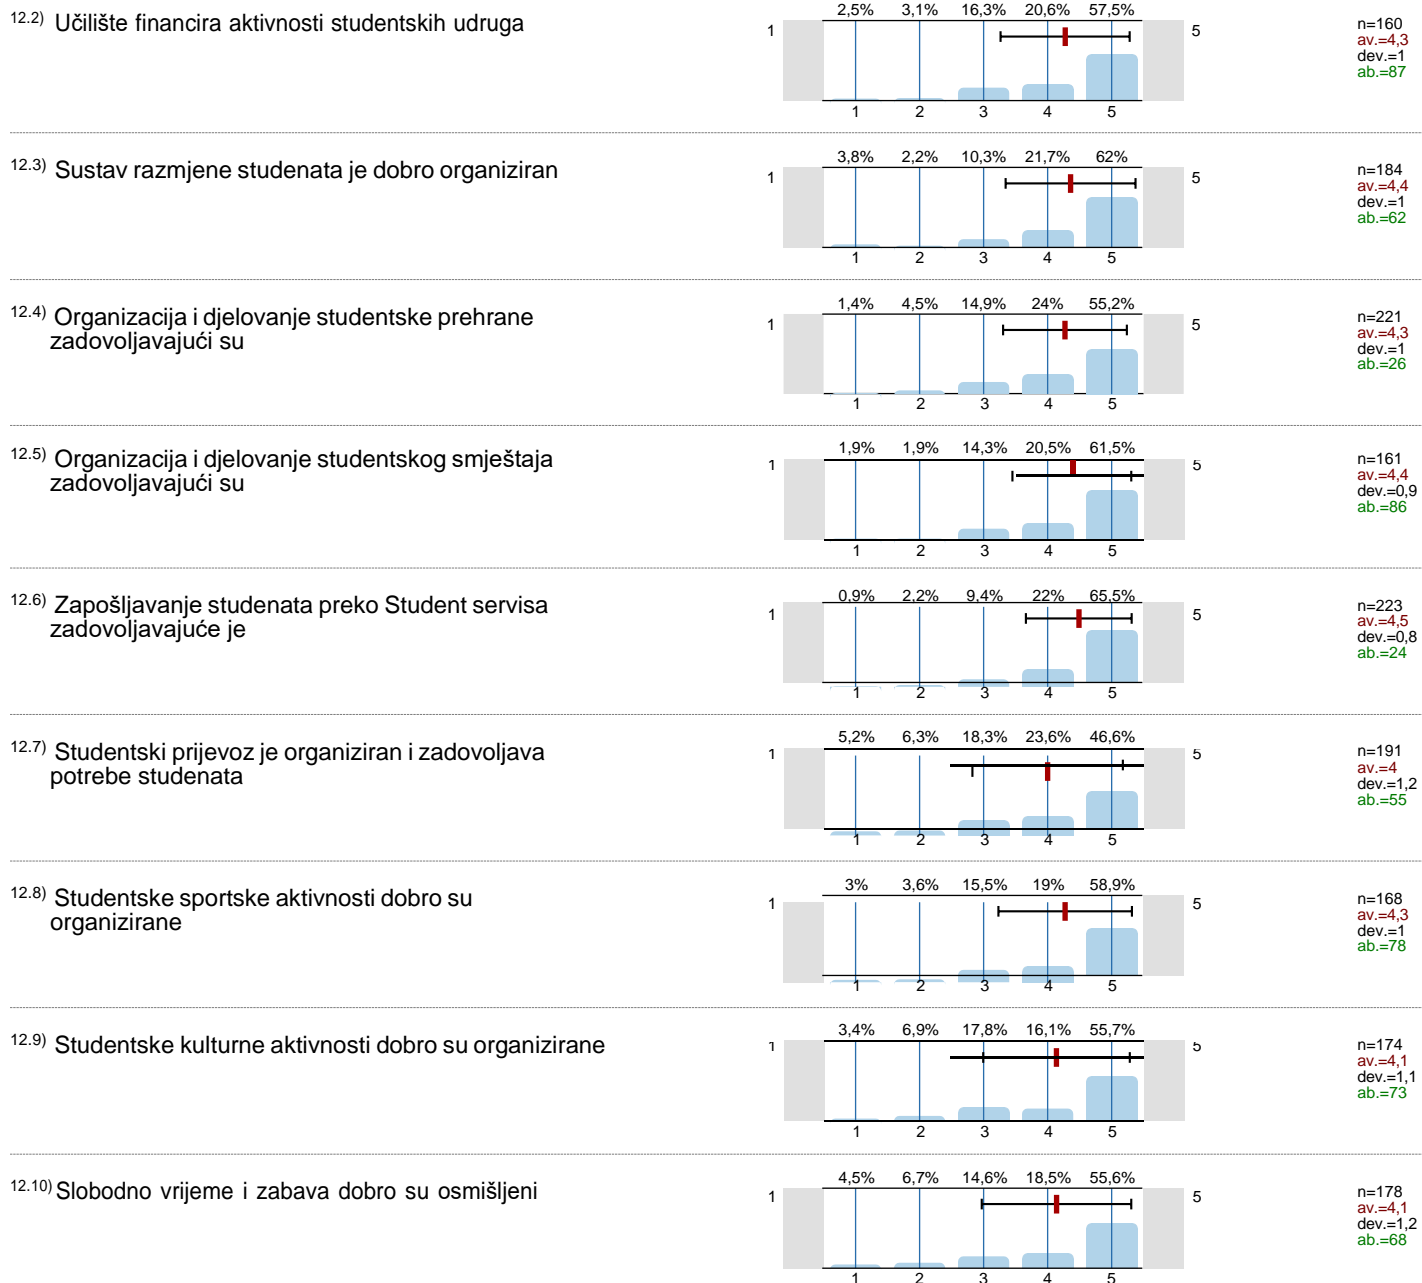 12.2) Učilište financira aktivnosti studentskih udruga
2,5% 3,1% 16,3% 20,6% 57,5%
1 5
1 2 3 4 5
n=160
av.=4,3
dev.=1
ab.=87
12.3) Sustav razmjene studenata je dobro organiziran
3,8% 2,2% 10,3% 21,7% 62%
1 5
1 2 3 4 5
n=184
av.=4,4
dev.=1
ab.=62
12.4) Organizacija i djelovanje studentske prehrane
zadovoljavajući su
1,4% 4,5% 14,9% 24% 55,2%
1 5
1 2 3 4 5
n=221
av.=4,3
dev.=1
ab.=26
12.5) Organizacija i djelovanje studentskog smještaja
zadovoljavajući su
1,9% 1,9% 14,3% 20,5% 61,5%
1 5
1 2 3 4 5
n=161
av.=4,4
dev.=0,9
ab.=86
12.6) Zapošljavanje studenata preko Student servisa
zadovoljavajuće je
0,9% 2,2% 9,4% 22% 65,5%
1 5
1 2 3 4 5
n=223
av.=4,5
dev.=0,8
ab.=24
12.7) Studentski prijevoz je organiziran i zadovoljava
potrebe studenata
5,2% 6,3% 18,3% 23,6% 46,6%
1 5
1 2 3 4 5
n=191
av.=4
dev.=1,2
ab.=55
12.8) Studentske sportske aktivnosti dobro su
organizirane
3% 3,6% 15,5% 19% 58,9%
1 5
1 2 3 4 5
n=168
av.=4,3
dev.=1
ab.=78
12.9) Studentske kulturne aktivnosti dobro su organizirane
3,4% 6,9% 17,8% 16,1% 55,7%
1 5
1 2 3 4 5
n=174
av.=4,1
dev.=1,1
ab.=73
12.10) Slobodno vrijeme i zabava dobro su osmišljeni
4,5% 6,7% 14,6% 18,5% 55,6%
1 5
1 2 3 4 5
n=178
av.=4,1
dev.=1,2
ab.=68